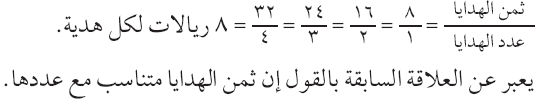 ثمن الهدايا / عدد الهدايا = ٨/١ = ١٦/٢ = ٢٤/٣ = ٣٢/٤ = ٨ ريالات لكل هدية.
يعبر عن العلاقة السابقة بالقول إن ثمن الهدايا متناسب مع عددها.